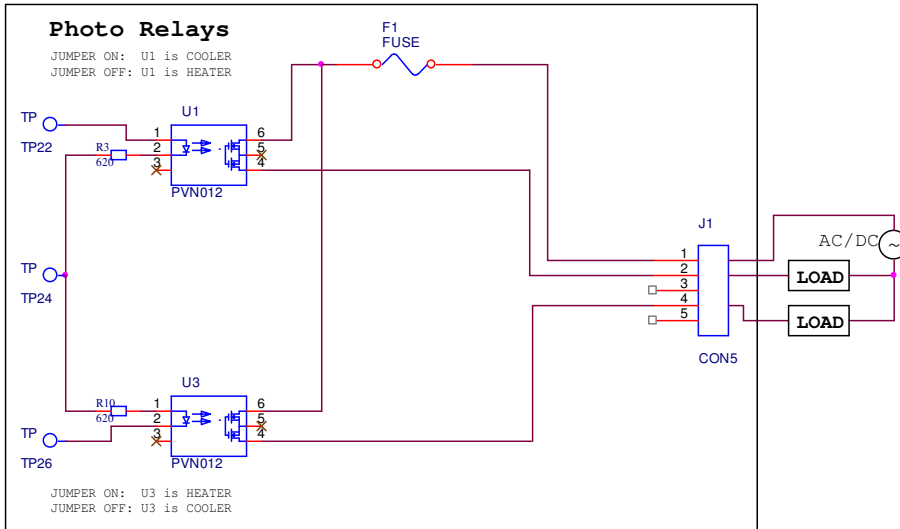 Photo Relays
JUMPER ON: U1 is COOLER
JUMPER OFF: U1 is HEATER
F1
FUSE
U1
TP
TP22
R3
620
1
2
3
6
5
4
PVN012
TP
TP24
J1
1
2
3
4
5
CON5
AC/DC
~
LOAD
LOAD
U3
R10
620
1
2
3
6
5
4
PVN012
TP
TP26
JUMPER ON: U3 is HEATER
JUMPER OFF: U3 is COOLER